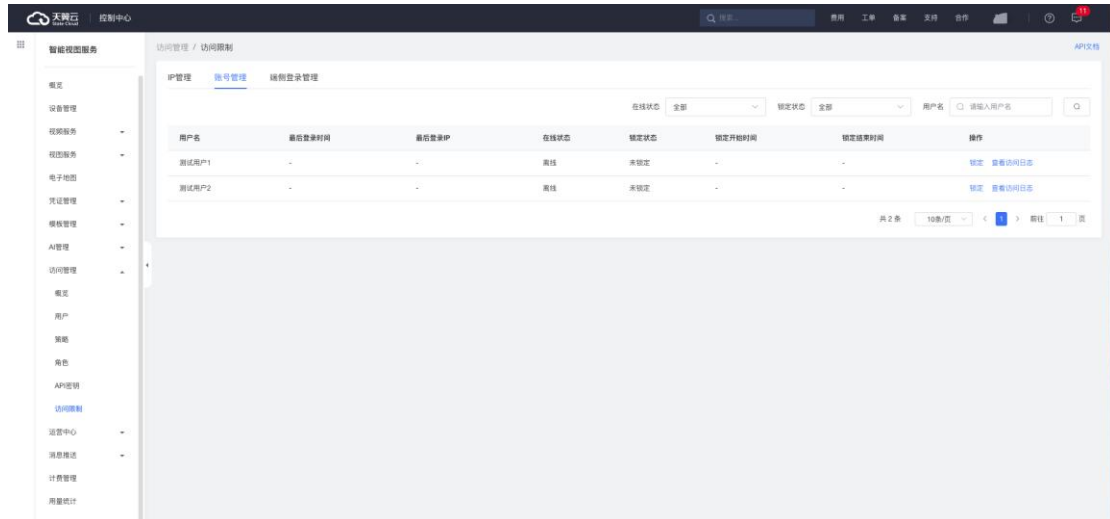 天翼云 控制中心 搜索... 费用 工单 备案 支持 合作 11
智能视图服务 访问管理 / 访问限制 API文档
概览
设备管理
视频服务
视图服务
电子地图
凭证管理
模板管理
AI管理
访问管理
概览
用户
策略
角色
API密钥
访问限制
运营中心
消息推送
计费管理
用量统计
IP管理 账号管理 端侧登录管理
在线状态 全部 锁定状态 全部 用户名 请输入用户名
用户名 最后登录时间 最后登录IP 在线状态 锁定状态 锁定开始时间 锁定结束时间 操作
测试用户1 - - 离线 未锁定 - - 锁定 查看访问日志
测试用户2 - - 离线 未锁定 - - 锁定 查看访问日志
共 2 条 10条/页 1 前往 1 页